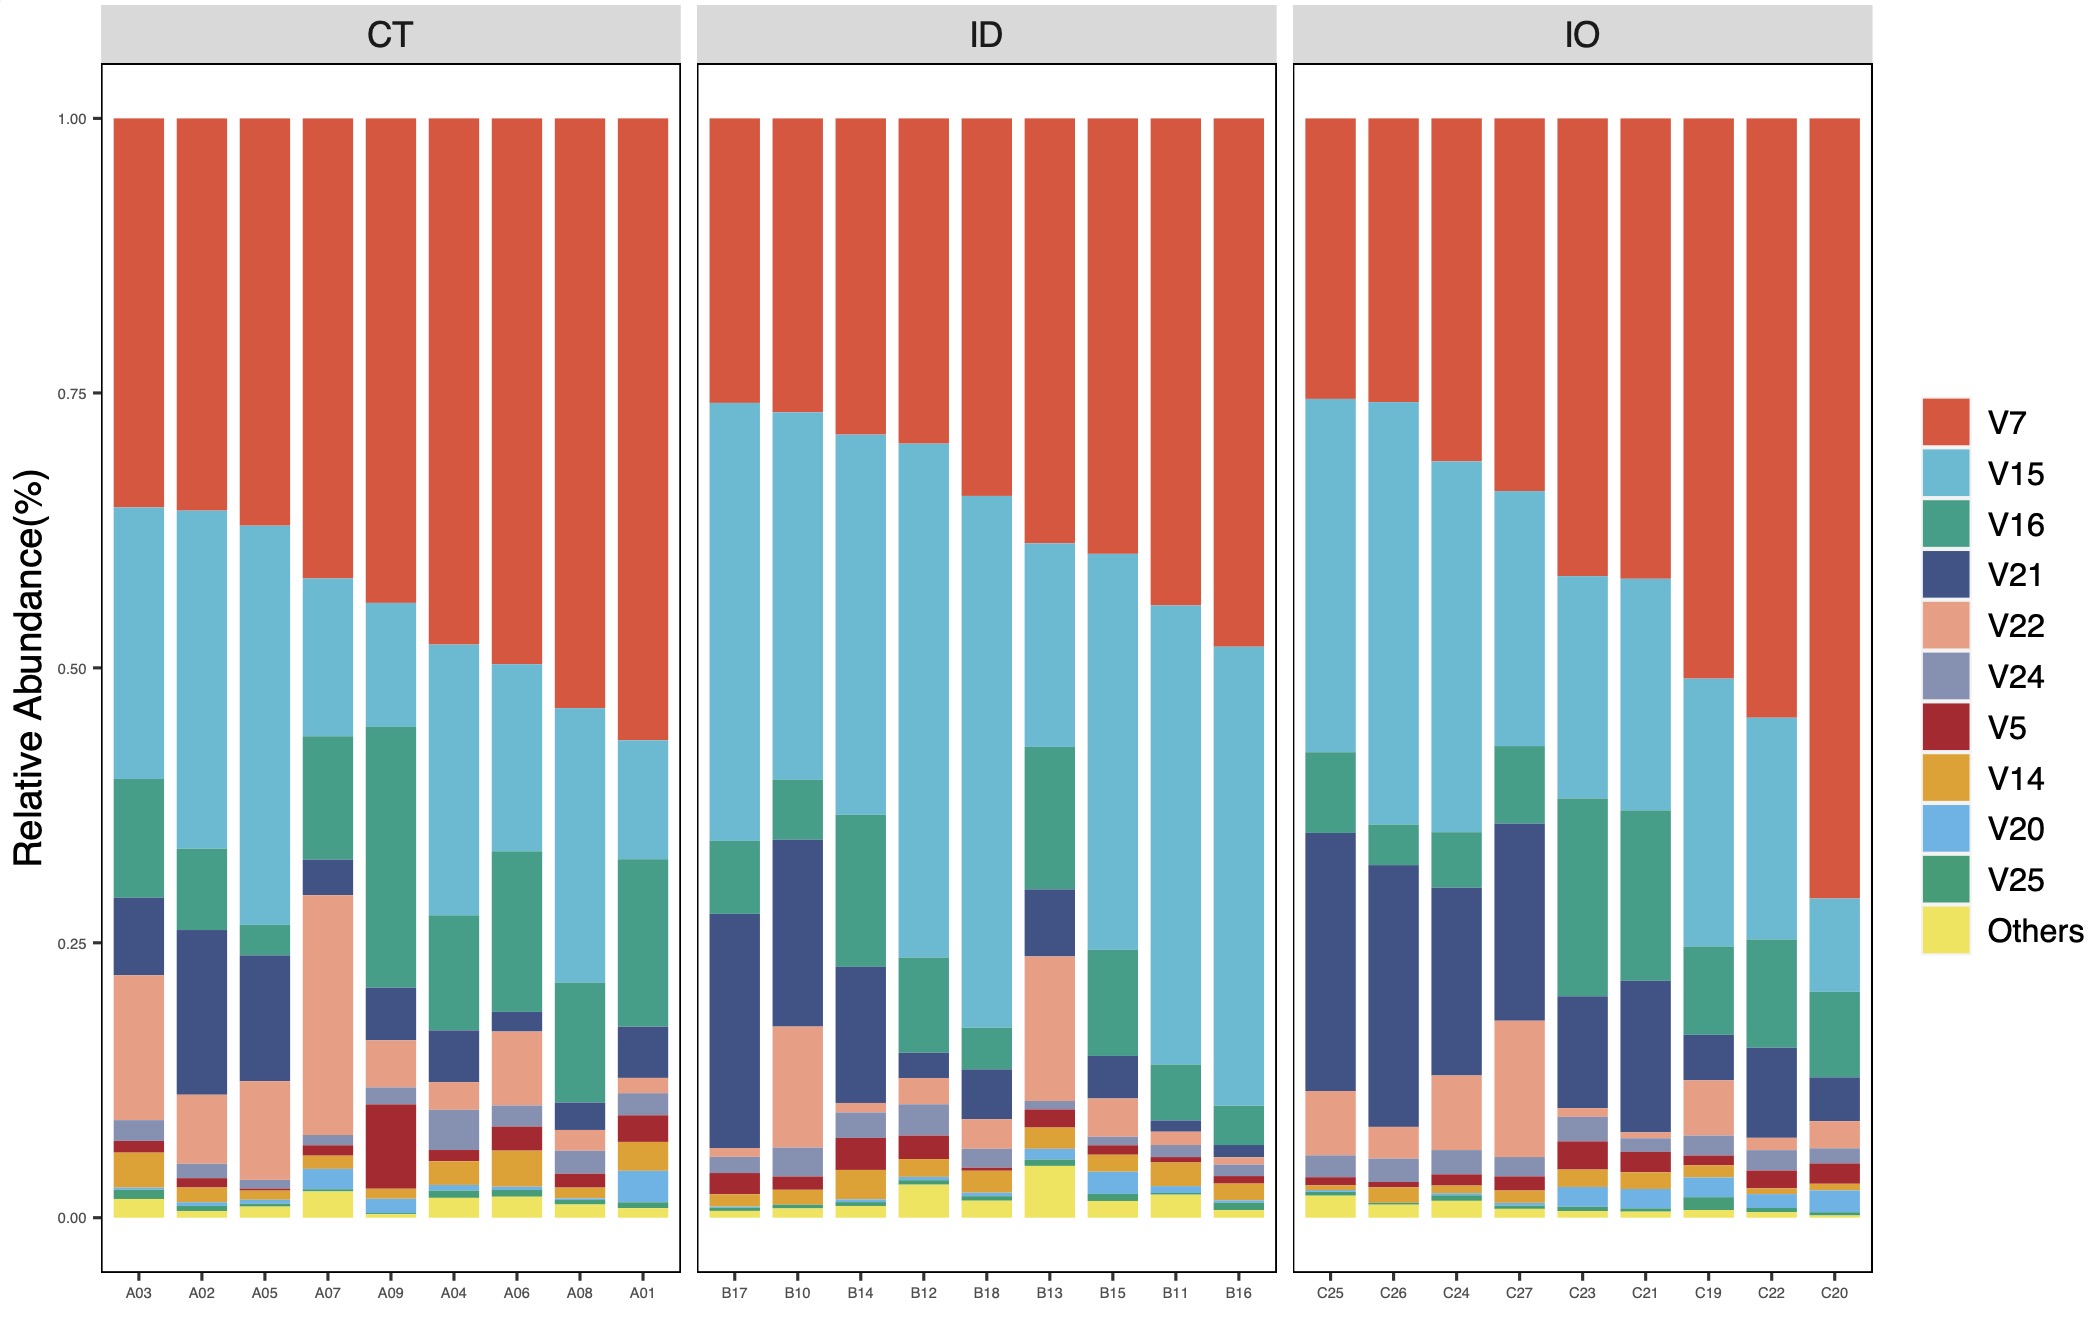 CT ID IO
Relative Abundance(%)
1.00
0.75
0.50
0.25
0.00
A03 A02 A05 A07 A09 A04 A06 A08 A01 B17 B10 B14 B12 B18 B13 B15 B11 B16 C25 C26 C24 C27 C23 C21 C19 C22 C20
V7
V15
V16
V21
V22
V24
V5
V14
V20
V25
Others